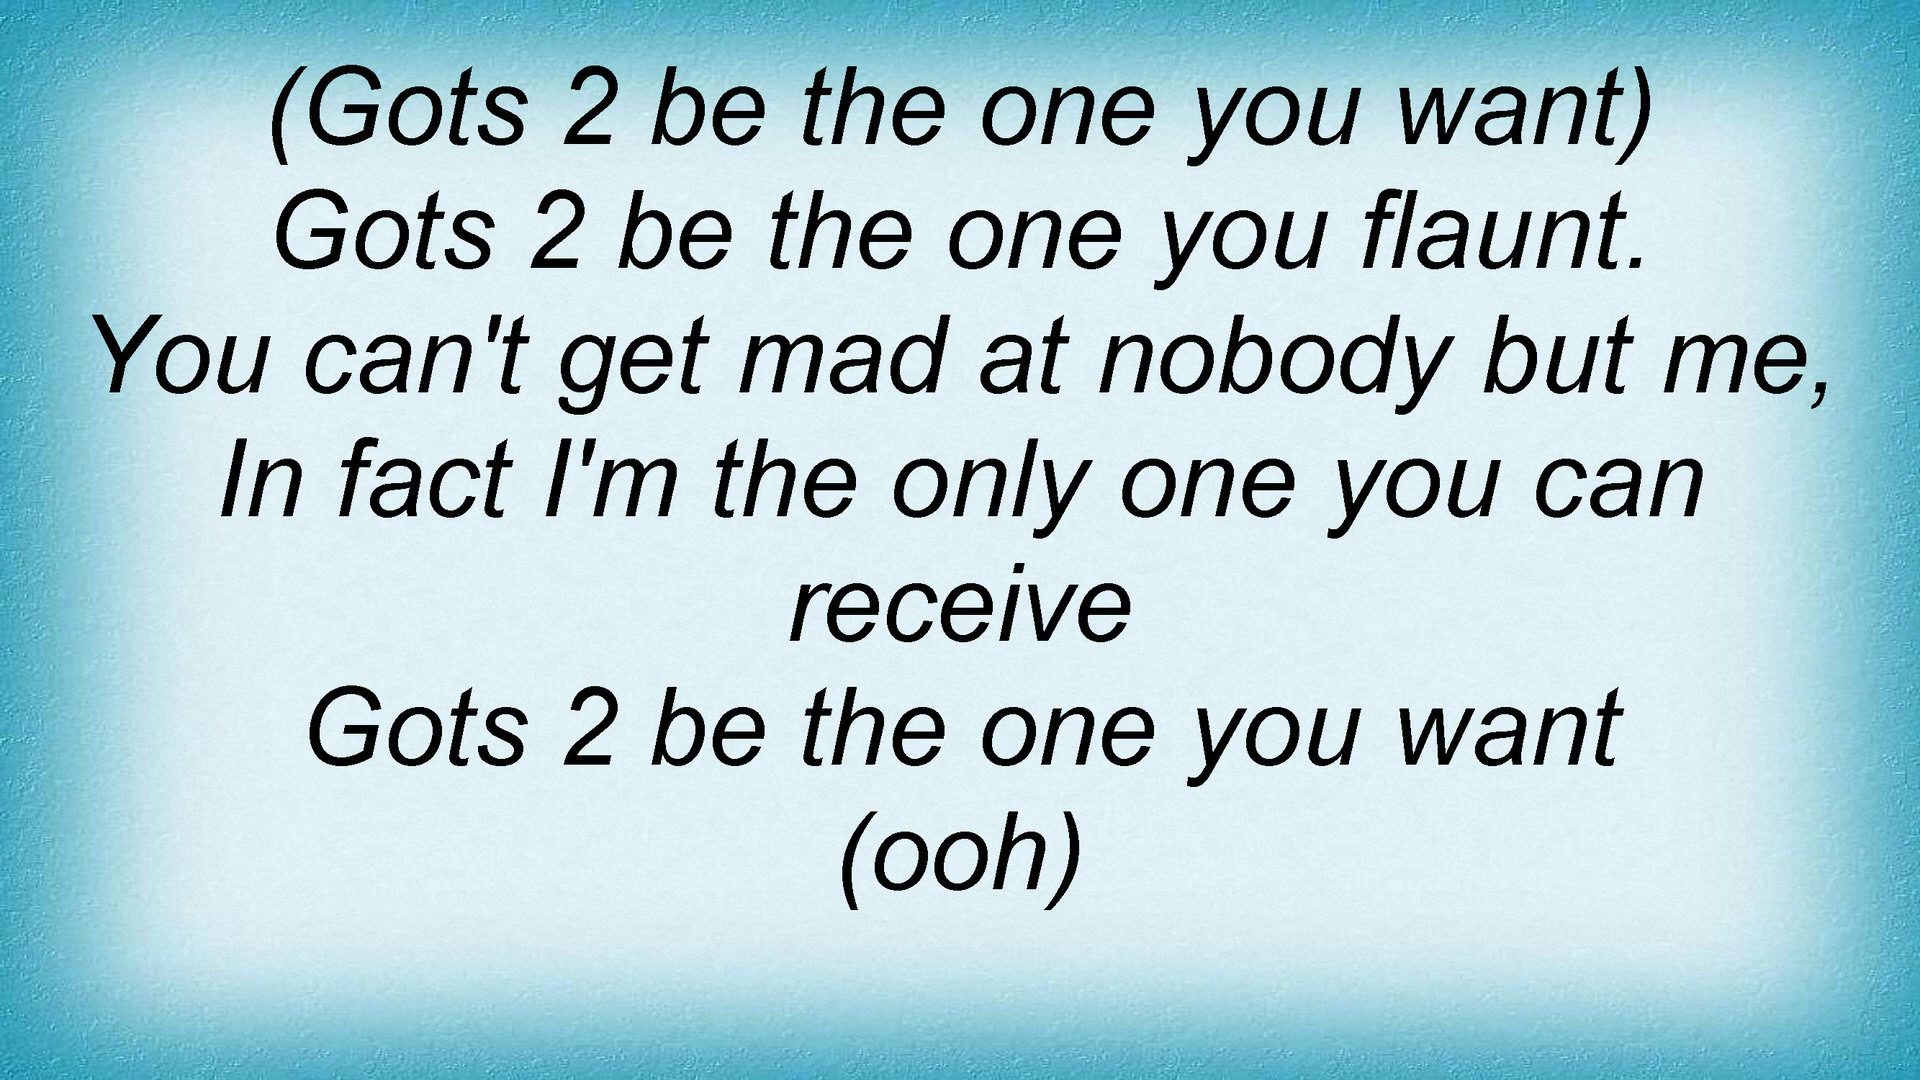 (Gots 2 be the one you want)
Gots 2 be the one you flaunt.
You can't get mad at nobody but me,
In fact I'm the only one you can
receive
Gots 2 be the one you want
(ooh)